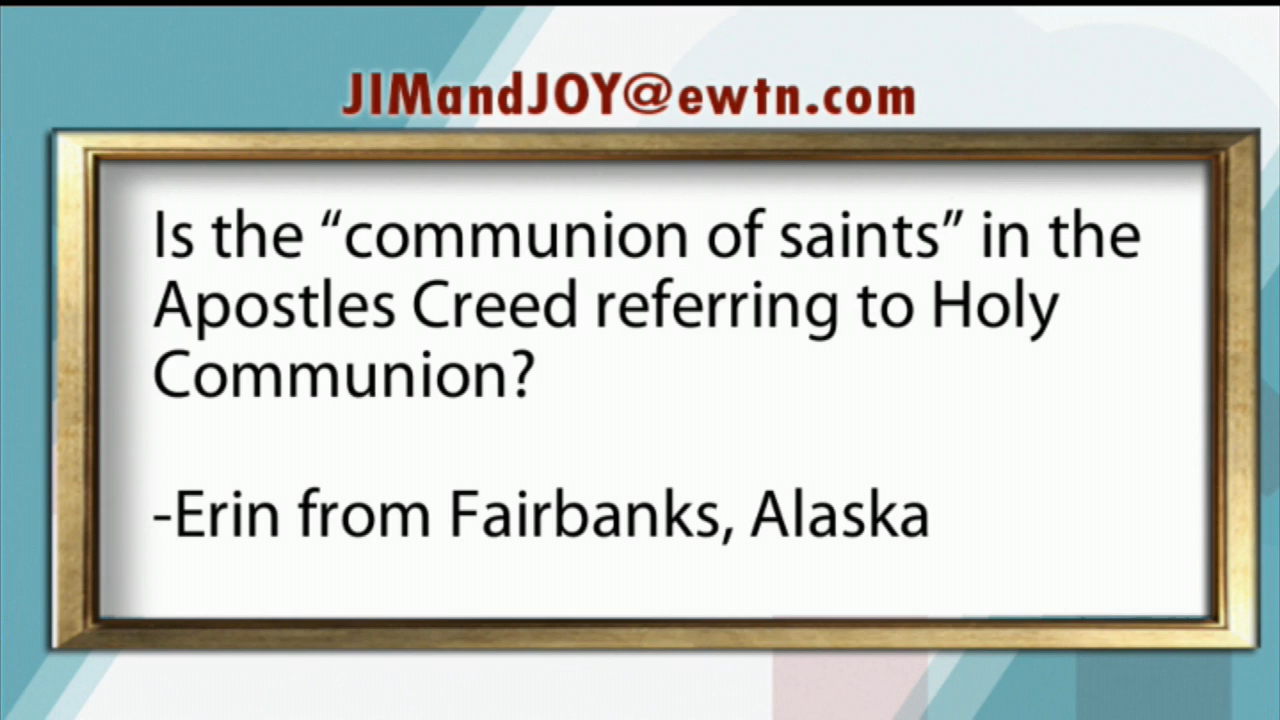 JIMandJOY@ewtn.com
Is the “communion of saints” in the
Apostles Creed referring to Holy
Communion?
-Erin from Fairbanks, Alaska